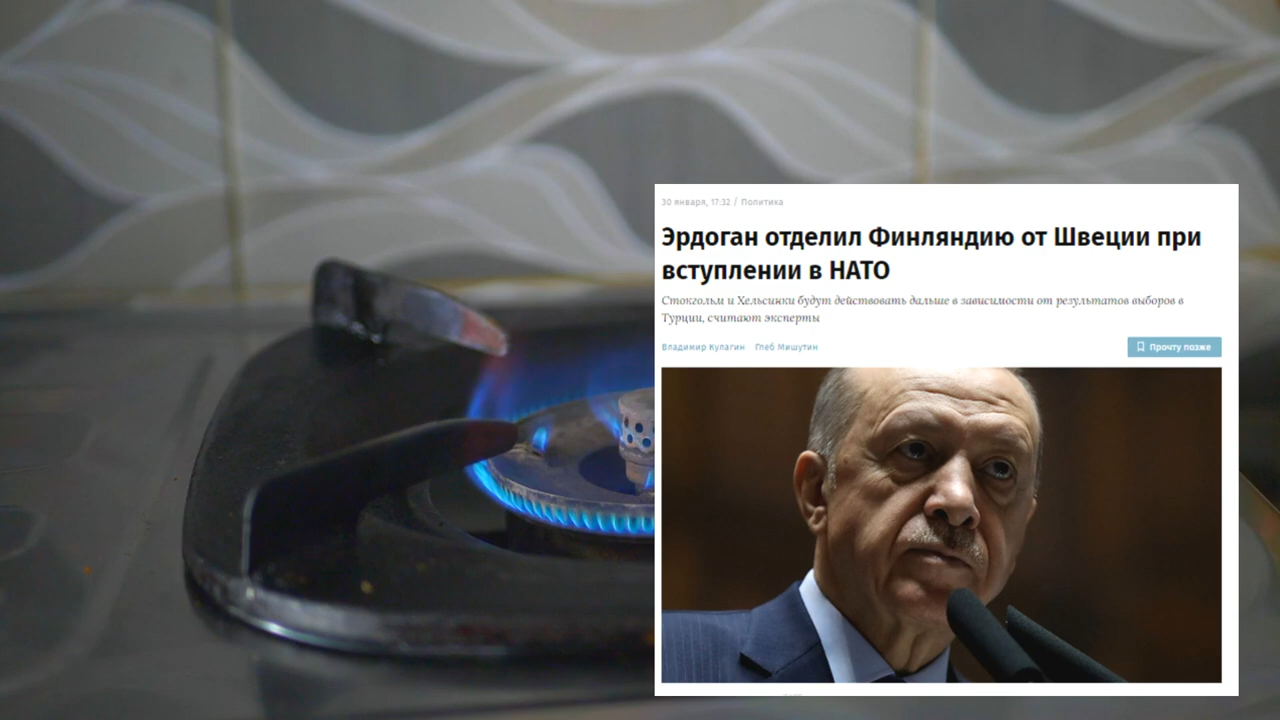 30 января, 17:32 / Политика
Эрдоган отделил Финляндию от Швеции при
вступлении в НАТО
Стокгольм и Хельсинки будут действовать дальше в зависимости от результатов выборов в
Турции, считают эксперты
Владимир Кулагин Глеб Мишутин
Прочту позже